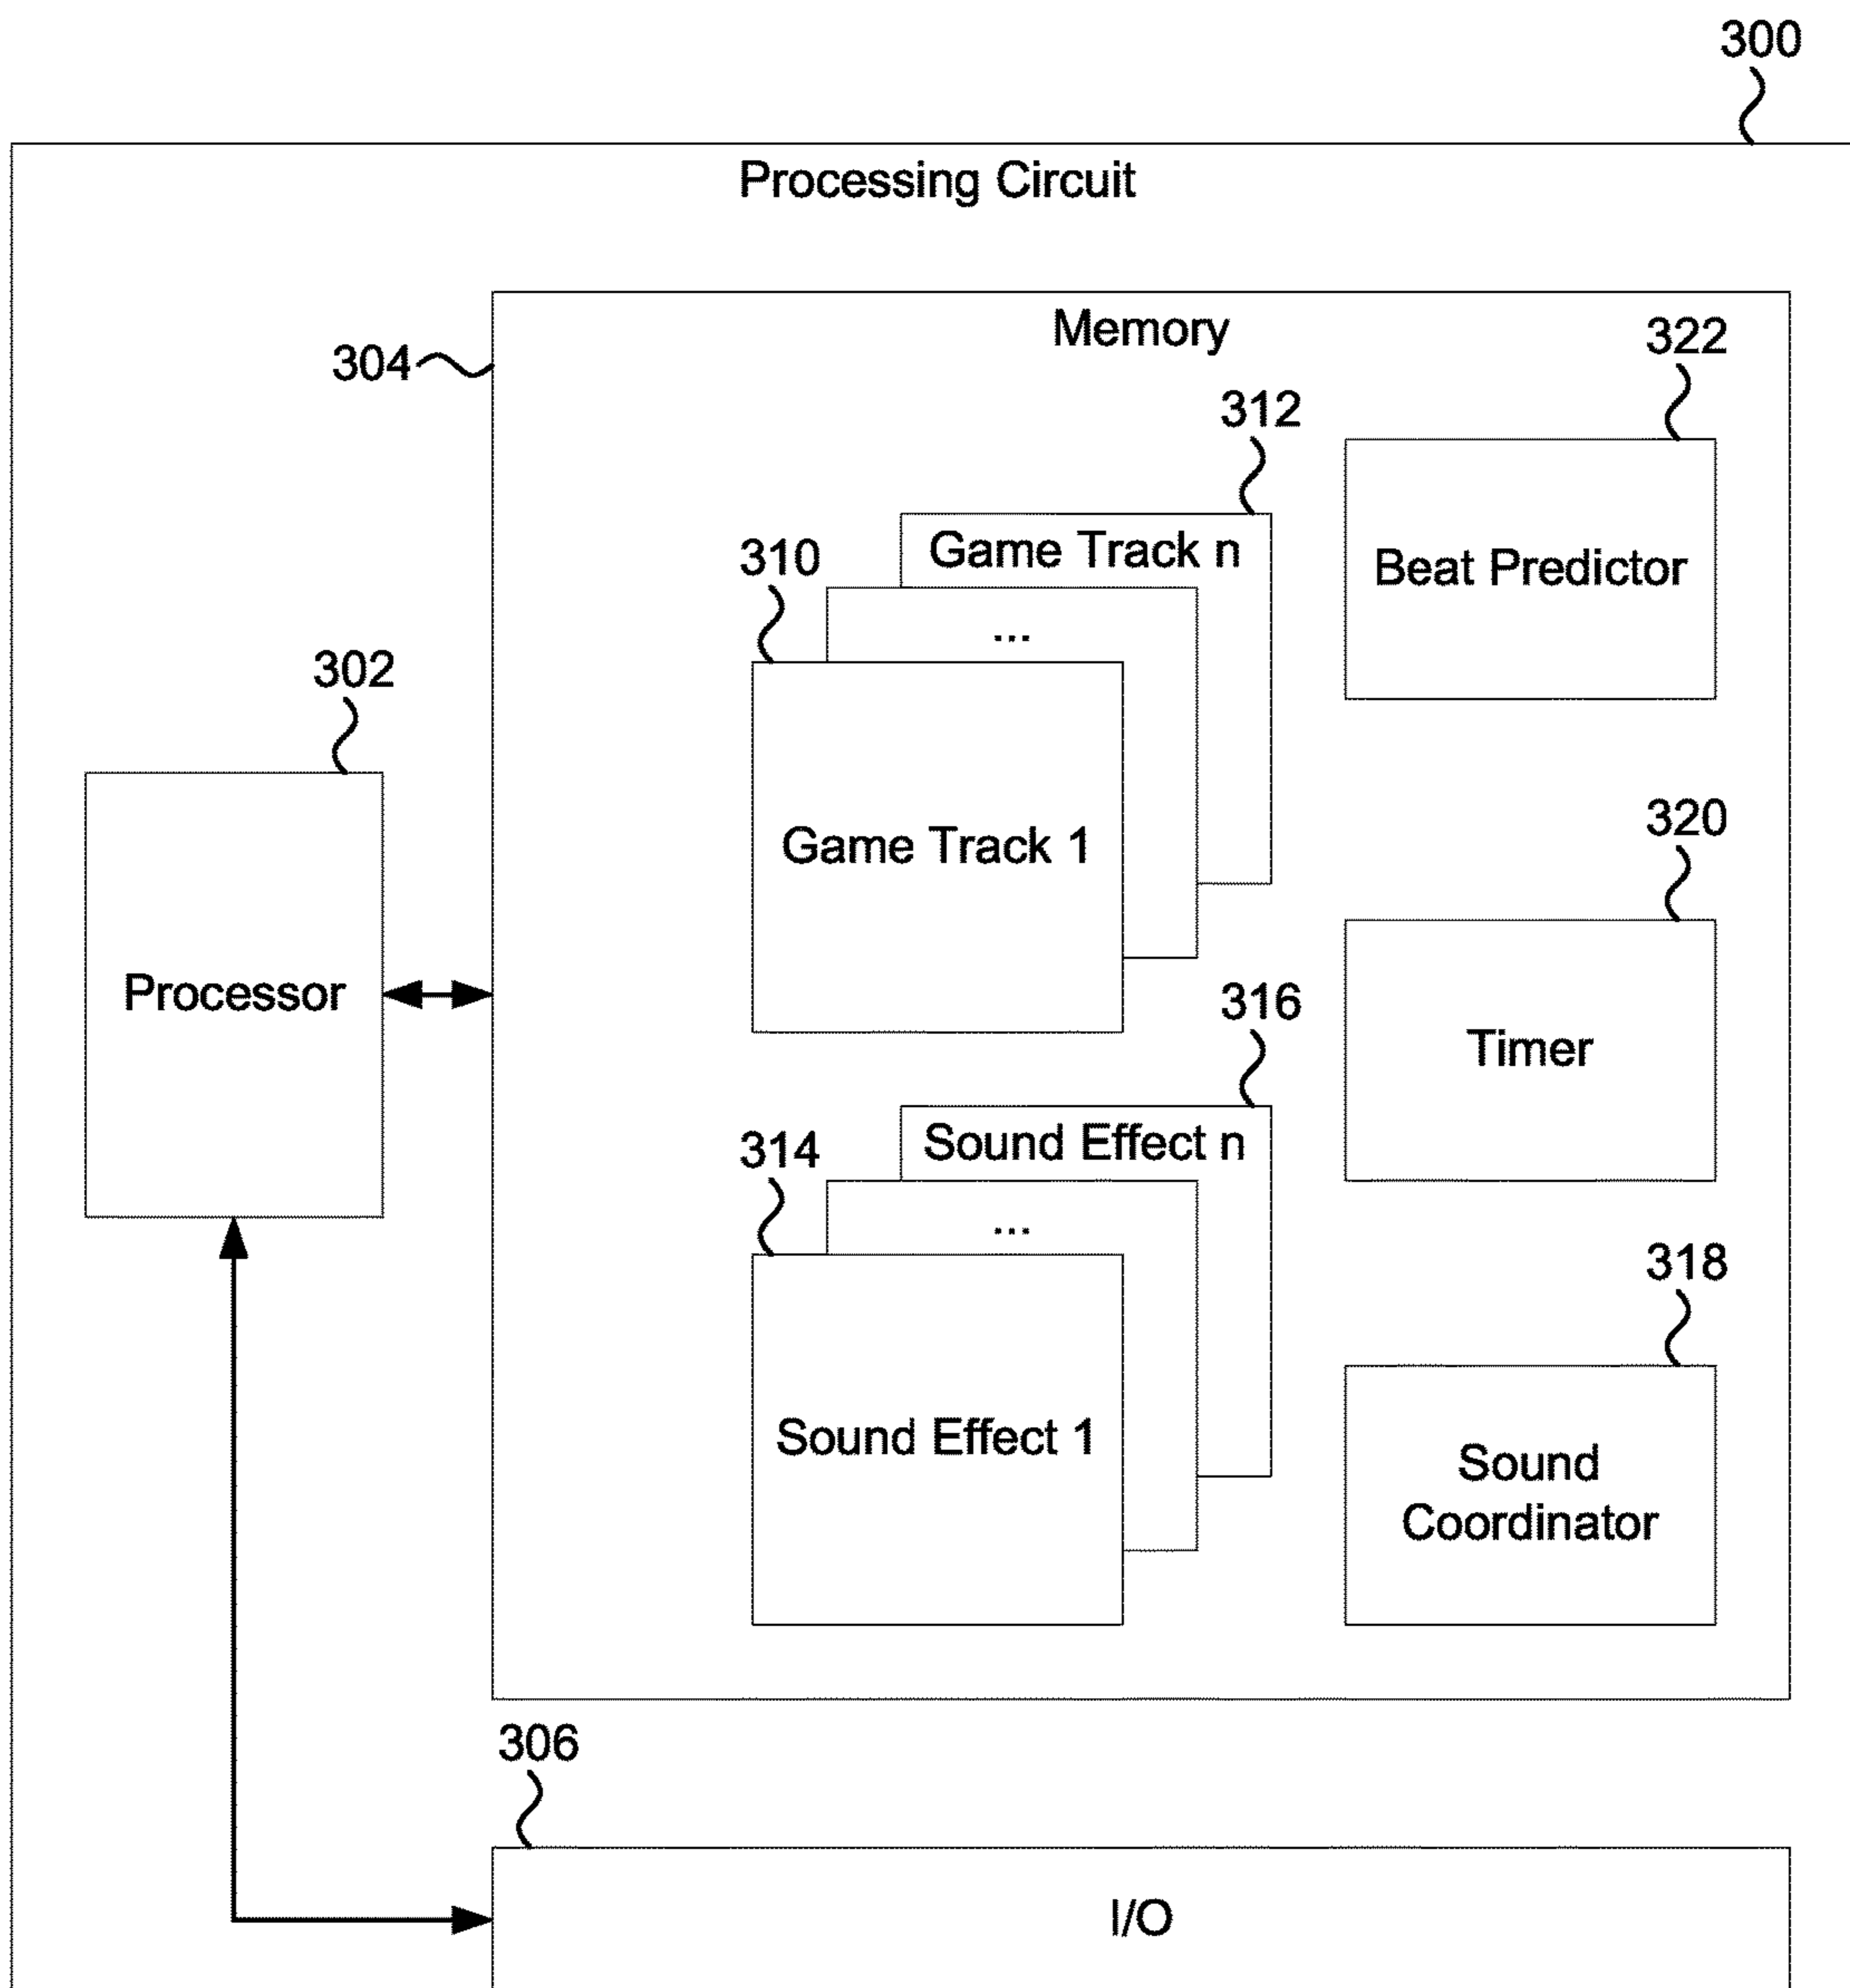 300
Processing Circuit
Memory
304
322
312
Game Track n
310
Beat Predictor
...
302
Game Track 1
320
Processor
316
Timer
Sound Effect n
314
...
318
Sound Effect 1
Sound
Coordinator
306
I/O